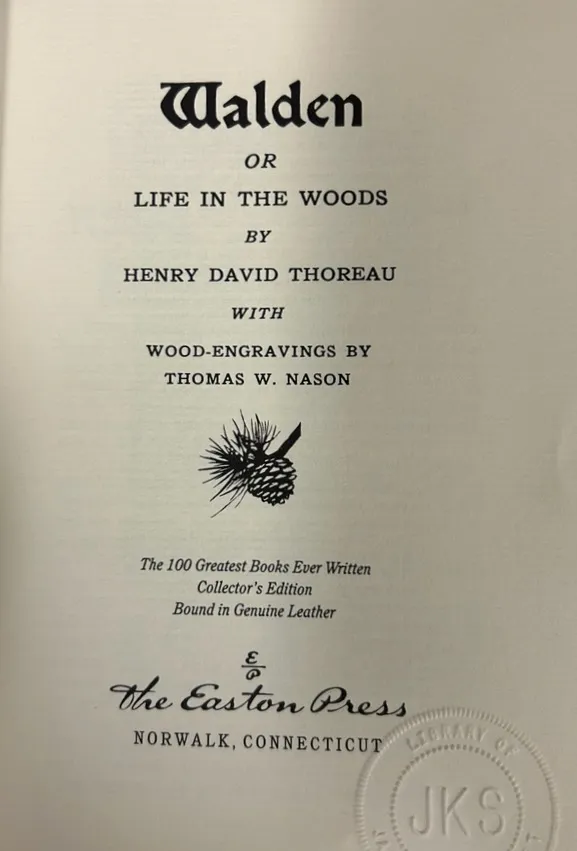 Walden
OR
LIFE IN THE WOODS
BY
HENRY DAVID THOREAU
WITH
WOOD-ENGRAVINGS BY
THOMAS W. NASON
The 100 Greatest Books Ever Written
Collector's Edition
Bound in Genuine Leather
E
P
The Easton Press
NORWALK, CONNECTICUT
LIBRARY OF
JKS